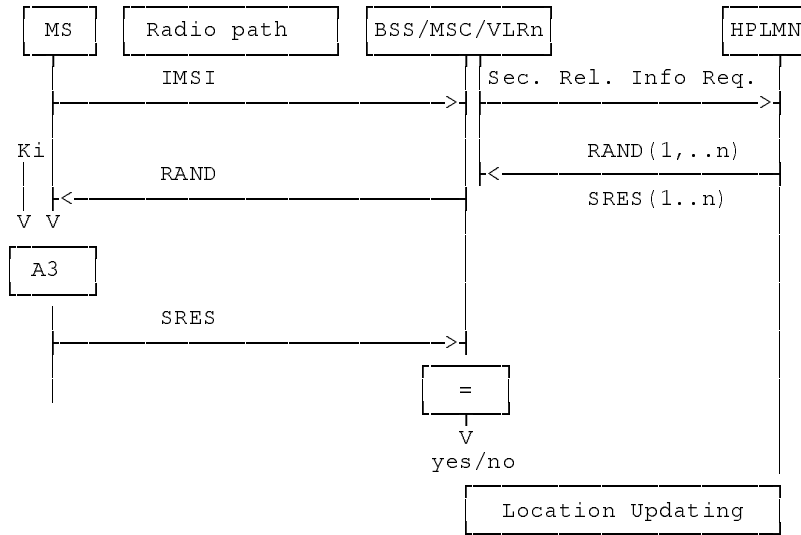 MS Radio path BSS/MSC/VLRn HPLMN
IMSI Sec. Rel. Info Req.
Ki RAND(1,..n)
RAND
SRES(1..n)
V V
A3
SRES
=
V
yes/no
Location Updating